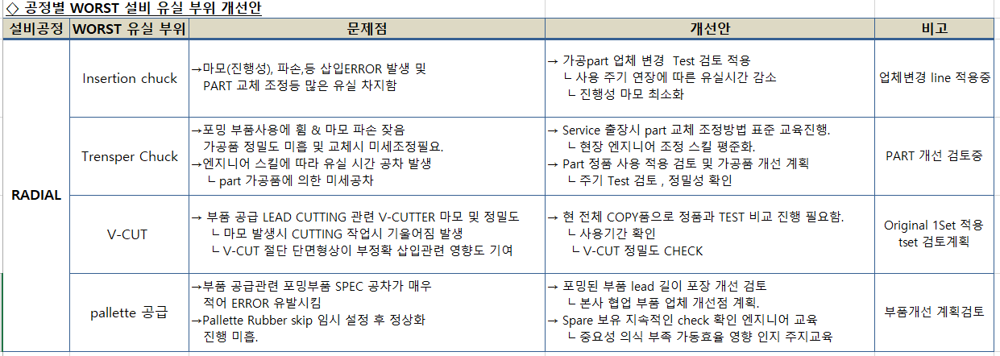 ◇ 공정별 WORST 설비 유실 부위 개선안
설비공정 WORST 유실 부위 문제점 개선안 비고
RADIAL
Insertion chuck
→마모(진행성), 파손,등 삽입ERROR 발생 및
PART 교체 조정등 많은 유실 차지함
→ 가공part 업체 변경 Test 검토 적용
└ 사용 주기 연장에 따른 유실시간 감소
└ 진행성 마모 최소화
업체변경 line 적용중
Trensper Chuck
→포밍 부품사용에 휨 & 마모 파손 잦음
가공품 정밀도 미흡 및 교체시 미세조정필요.
→엔지니어 스킬에 따라 유실 시간 공차 발생
└ part 가공품에 의한 미세공차
→ Service 출장시 part 교체 조정방법 표준 교육진행.
└ 현장 엔지니어 조정 스킬 평준화.
→ Part 정품 사용 적용 검토 및 가공품 개선 계획
└ 주기 Test 검토 , 정밀성 확인
PART 개선 검토중
V-CUT
→ 부품 공급 LEAD CUTTING 관련 V-CUTTER 마모 및 정밀도
└ 마모 발생시 CUTTING 작업시 기울어짐 발생
└ V-CUT 절단 단면형상이 부정확 삽입관련 영향도 기여
→ 현 전체 COPY품으로 정품과 TEST 비교 진행 필요함.
└ 사용기간 확인
└ V-CUT 정밀도 CHECK
Original 1Set 적용
tset 검토계획
pallette 공급
→부품 공급관련 포밍부품 SPEC 공차가 매우
적어 ERROR 유발시킴
→Pallette Rubber skip 임시 설정 후 정상화
진행 미흡.
→ 포밍된 부품 lead 길이 포장 개선 검토
└ 본사 협업 부품 업체 개선점 계획.
→ Spare 보유 지속적인 check 확인 엔지니어 교육
└ 중요성 의식 부족 가동효율 영향 인지 주지교육
부품개선 계획검토